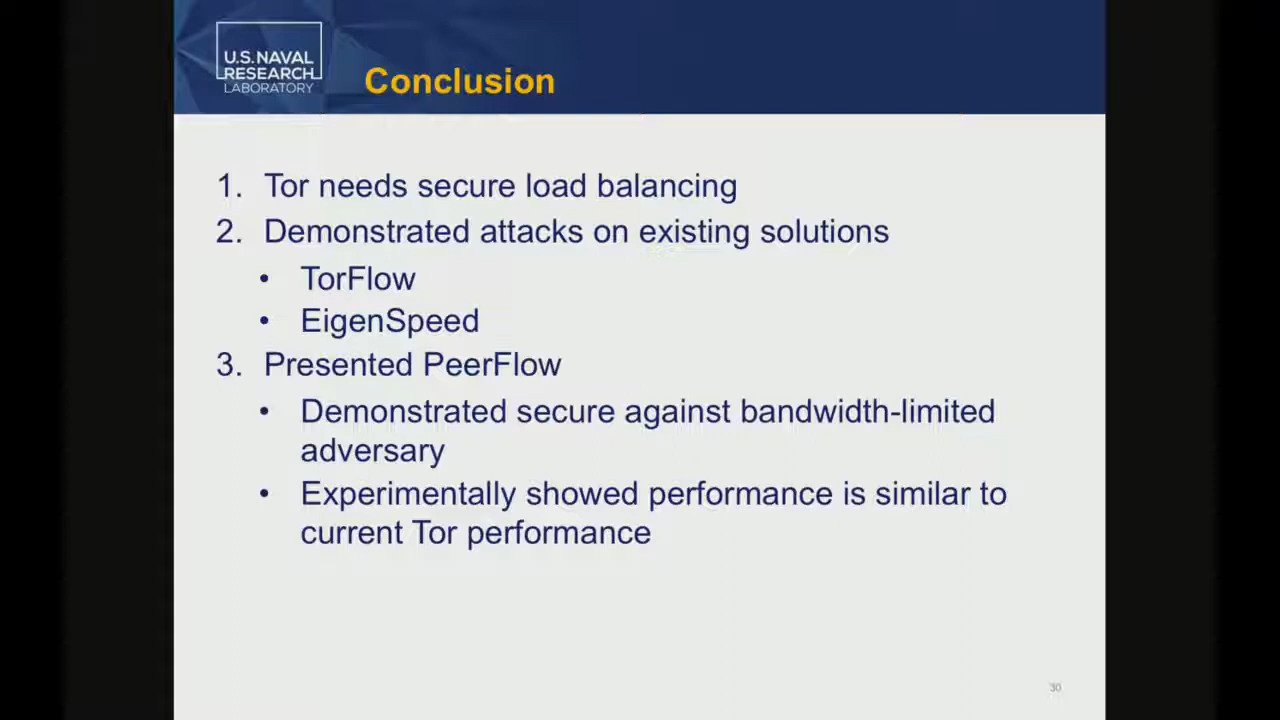 U.S. NAVAL
RESEARCH
LABORATORY
Conclusion
1. Tor needs secure load balancing
2. Demonstrated attacks on existing solutions
• TorFlow
• EigenSpeed
3. Presented PeerFlow
• Demonstrated secure against bandwidth-limited
adversary
• Experimentally showed performance is similar to
current Tor performance
30